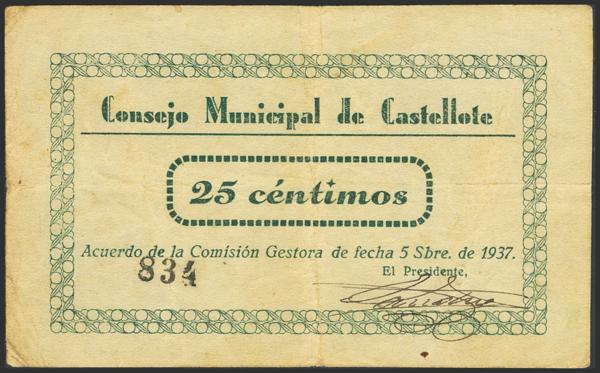 Consejo Municipal de Castellote
25 céntimos
Acuerdo de la Comisión Gestora de fecha 5 Sbre. de 1937.
834
El Presidente,